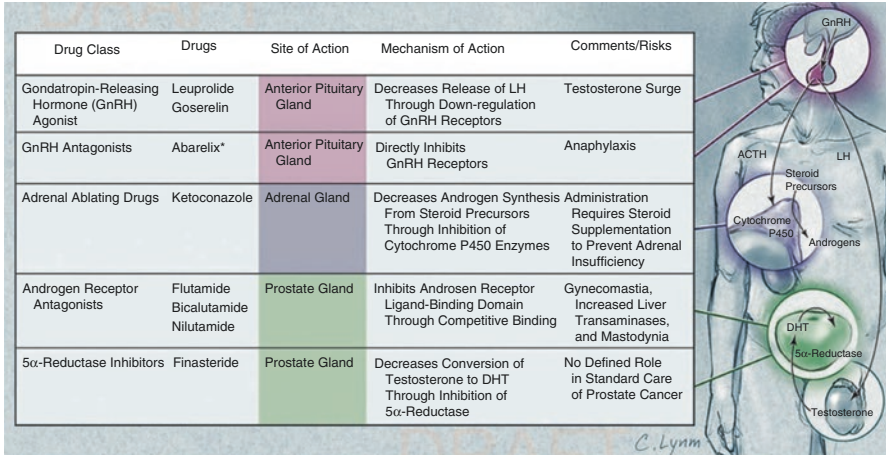 Drug Class Drugs Site of Action Mechanism of Action Comments/Risks
Gondatropin-Releasing
Hormone (GnRH)
Agonist
Leuprolide
Goserelin
Anterior Pituitary
Gland
Decreases Release of LH
Through Down-regulation
of GnRH Receptors
Testosterone Surge
GnRH Antagonists
Abarelix*
Anterior Pituitary
Gland
Directly Inhibits
GnRH Receptors
Anaphylaxis
Adrenal Ablating Drugs
Ketoconazole
Adrenal Gland
Decreases Androgen Synthesis
From Steroid Precursors
Through Inhibition of
Cytochrome P450 Enzymes
Administration
Requires Steroid
Supplementation
to Prevent Adrenal
Insufficiency
Androgen Receptor
Antagonists
Flutamide
Bicalutamide
Nilutamide
Prostate Gland
Inhibits Androsen Receptor
Ligand-Binding Domain
Through Competitive Binding
Gynecomastia,
Increased Liver
Transaminases,
and Mastodynia
5α-Reductase Inhibitors
Finasteride
Prostate Gland
Decreases Conversion of
Testosterone to DHT
Through Inhibition of
5α-Reductase
No Defined Role
in Standard Care
of Prostate Cancer
GnRH
ACTH
LH
Steroid
Precursors
Cytochrome
P450
Androgens
DHT
5α-Reductase
Testosterone
C. Lynm